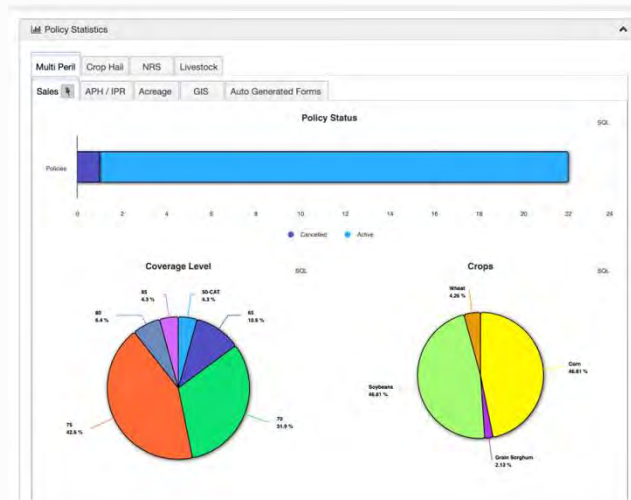 Policy Statistics
Multi Peril Crop Hail NRS Livestock
Sales APH / IPR Acreage GIS Auto Generated Forms
Policy Status
SQL
Policies
0 2 4 6 8 10 12 14 16 18 20 22 24
Cancelled Active
Coverage Level
SQL
85
4.3 %
50-CAT
4.3 %
80
6.4 %
65
10.6 %
75
42.6 %
70
31.9 %
Crops
SQL
Wheat
4.26 %
Corn
46.81 %
Soybeans
46.81 %
Grain Sorghum
2.13 %